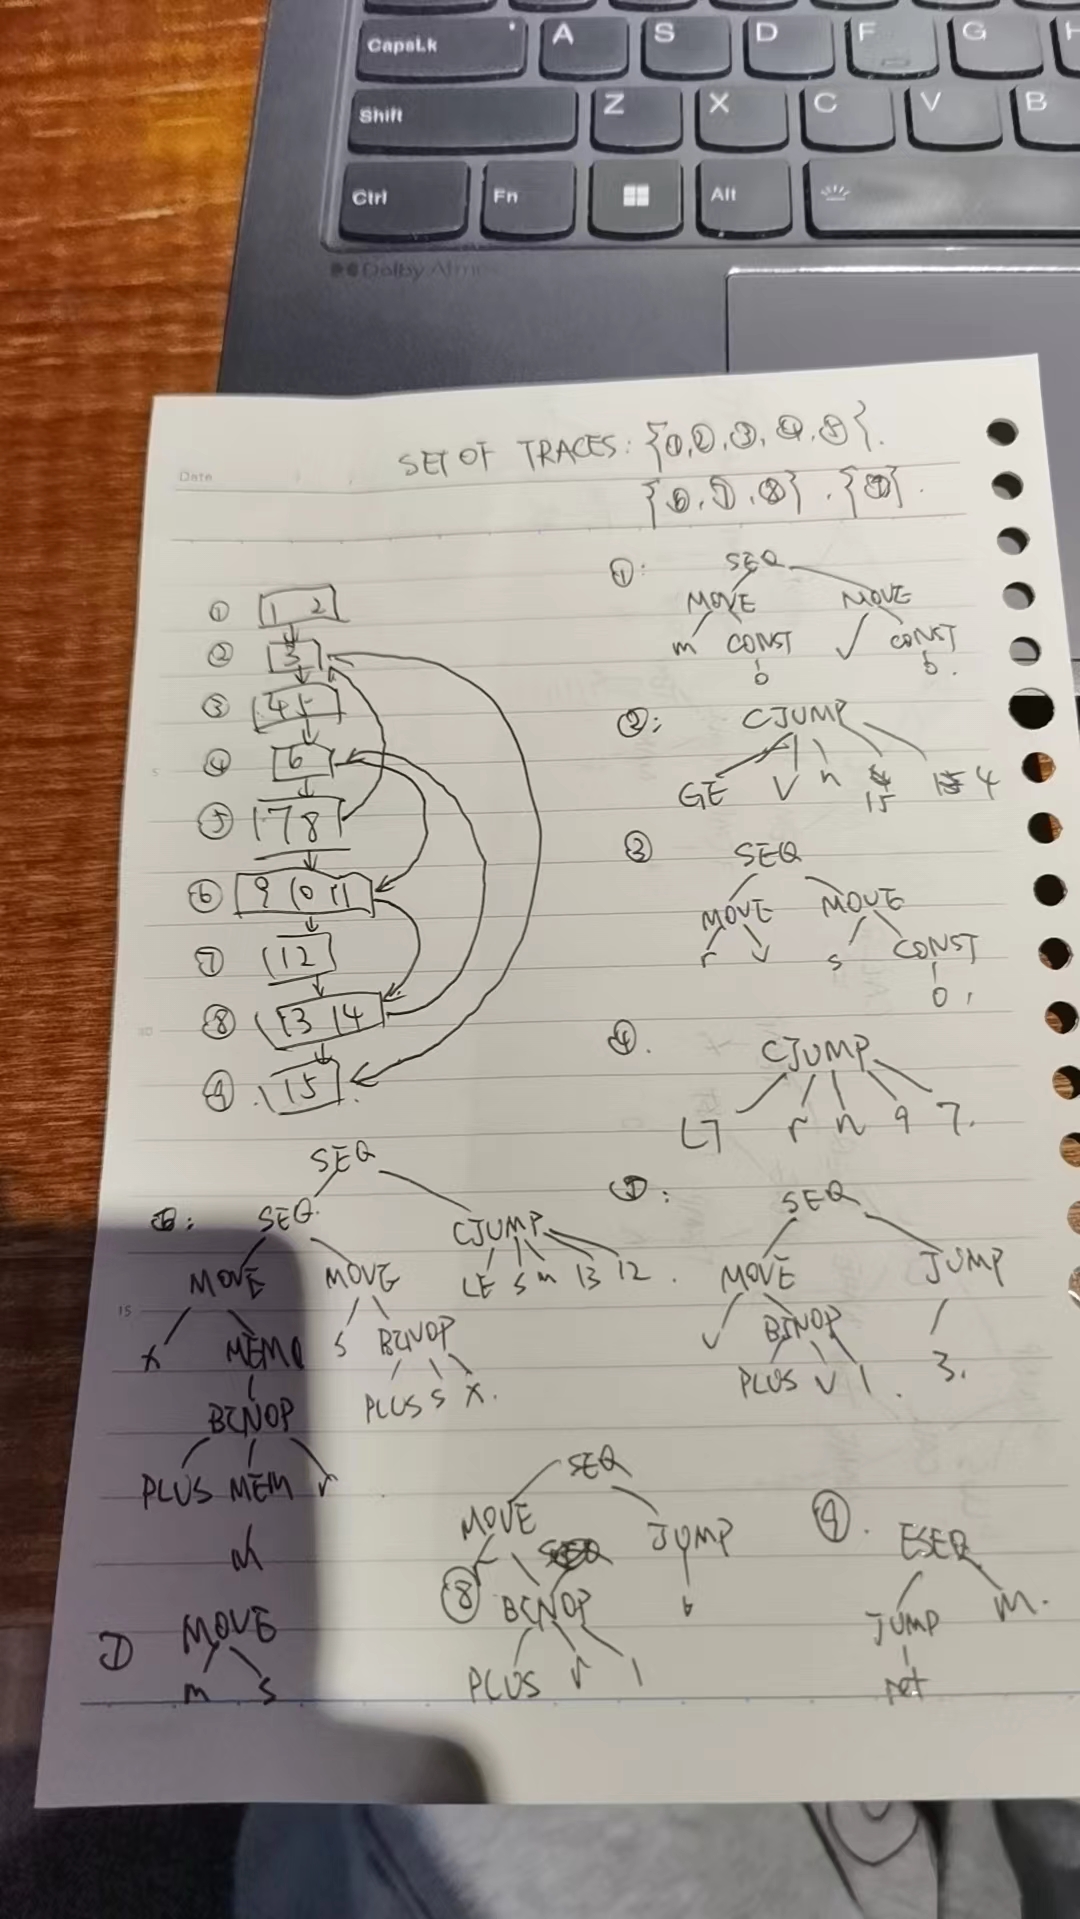 CapsLk A S D F G H
Shift Z X C V B
Ctrl Fn Alt
Dolby Atmos
Date
SET OF TRACES: {①,②,③,④,⑤}.
{⑥,⑦,⑧}, {⑨}.
① 1 2
② 3
③ 4 5
④ 6
⑤ 7 8
⑥ 9 10 11
⑦ 12
⑧ 13 14
⑨ 15
①: SEQ
MOVE MOVE
m CONST v CONST
0 0.
②: CJUMP
GE v n 15 4
③ SEQ
MOVE MOVE
r v s CONST
0,
④. CJUMP
LT r n 9 7.
⑤: SEQ
MOVE JUMP
v BINOP 3.
PLUS v 1.
⑥: SEQ
SEQ. CJUMP
MOVE MOVE LE s m 13 12.
x MEM s BINOP
BINOP PLUS s x.
PLUS MEM r
⑦ MOVE
m s
⑧ SEQ
MOVE JUMP
r BINOP 6
PLUS r 1
⑨. ESEQ
JUMP m.
ret
5
10
15